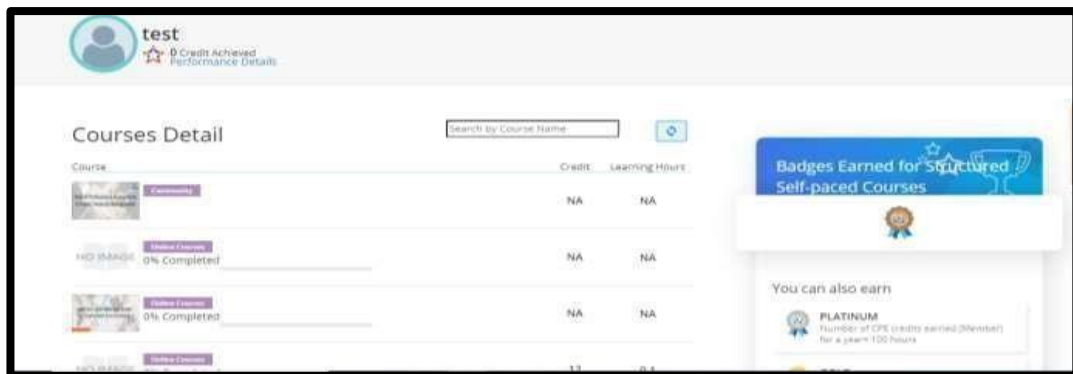 test
0 Credit Achieved
Performance Details
Courses Detail
Search by Course Name
Course
Credit
Learning Hours
Community
NA
NA
Online Courses
NO IMAGE
0% Completed
NA
NA
Online Courses
0% Completed
NA
NA
Online Courses
NO IMAGE
Badges Earned for Structured
Self-paced Courses
You can also earn
PLATINUM
Number of CPE credits earned (Member)
for a year= 100 hours